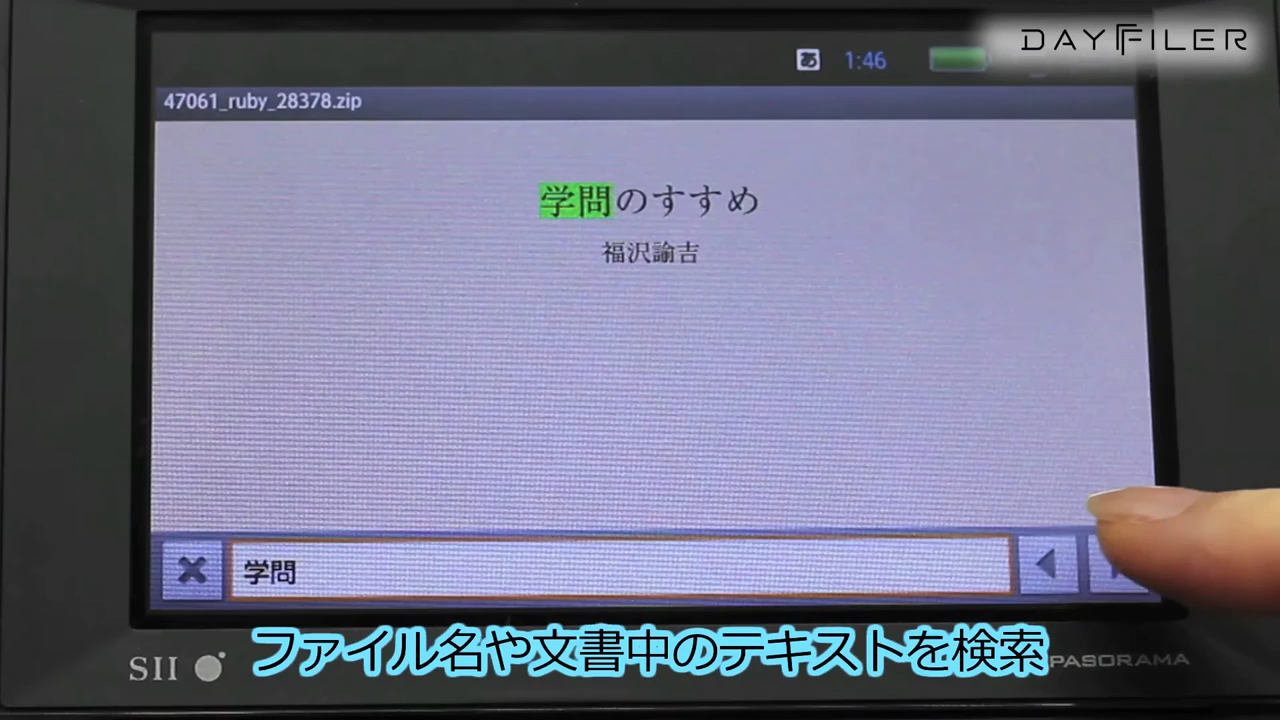 DAYFILER
あ 1:46
47061_ruby_28378.zip
学問のすすめ
福沢諭吉
学問
ファイル名や文書中のテキストを検索
SII
PASORAMA